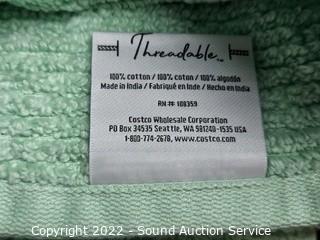 Threadable™
100% cotton / 100% coton / 100% algodón
Made in India / Fabriqué en Inde / Hecho en India
RN #: 108359
Costco Wholesale Corporation
PO Box 34535 Seattle, WA 981240-1535 USA
1-800-774-2678, www.costco.com
Copyright 2022 - Sound Auction Service